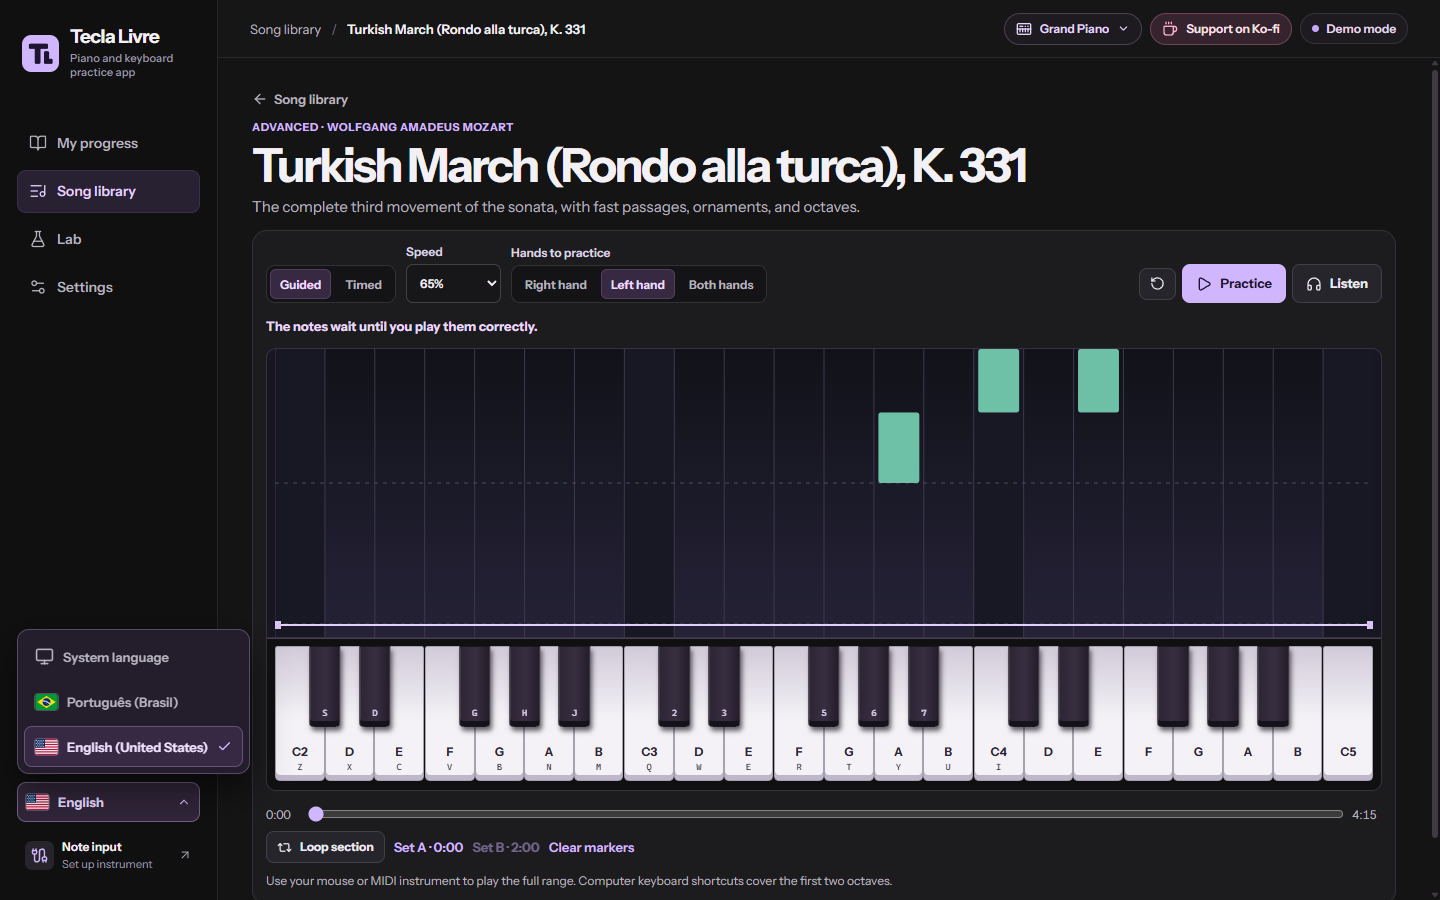 Tecla Livre
Piano and keyboard
practice app
My progress
Song library
Lab
Settings
System language
Português (Brasil)
English (United States)
English
Note input
Set up instrument
Song library / Turkish March (Rondo alla turca), K. 331
Grand Piano
Support on Ko-fi
Demo mode
Song library
ADVANCED · WOLFGANG AMADEUS MOZART
Turkish March (Rondo alla turca), K. 331
The complete third movement of the sonata, with fast passages, ornaments, and octaves.
Speed
Hands to practice
Guided Timed 65% Right hand Left hand Both hands Practice Listen
The notes wait until you play them correctly.
S D G H J 2 3 5 6 7
C2 D E F G A B C3 D E F G A B C4 D E F G A B C5
Z X C V B N M Q W E R T Y U I
0:00 4:15
Loop section Set A · 0:00 Set B · 2:00 Clear markers
Use your mouse or MIDI instrument to play the full range. Computer keyboard shortcuts cover the first two octaves.